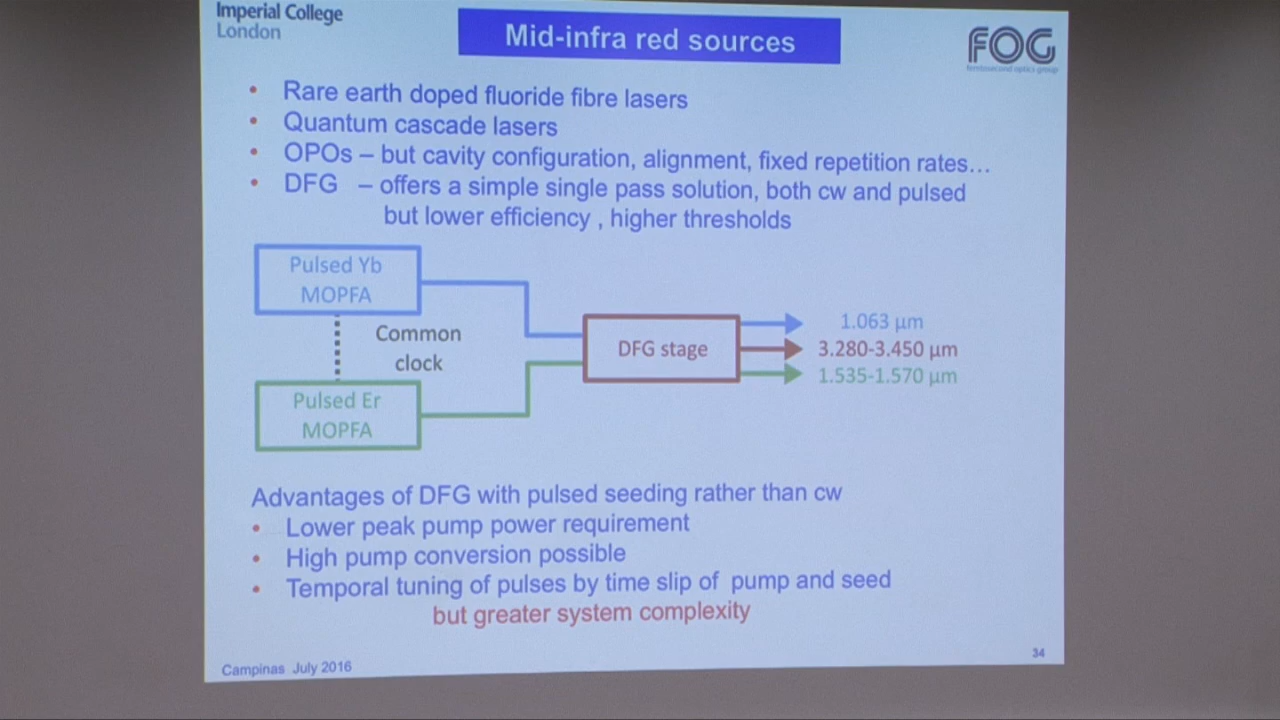 Imperial College
London
Mid-infra red sources
FOG
femtosecond optics group
• Rare earth doped fluoride fibre lasers
• Quantum cascade lasers
• OPOs – but cavity configuration, alignment, fixed repetition rates…
• DFG – offers a simple single pass solution, both cw and pulsed
but lower efficiency , higher thresholds
Pulsed Yb
MOPFA
Common
clock
Pulsed Er
MOPFA
DFG stage
1.063 µm
3.280-3.450 µm
1.535-1.570 µm
Advantages of DFG with pulsed seeding rather than cw
• Lower peak pump power requirement
• High pump conversion possible
• Temporal tuning of pulses by time slip of pump and seed
but greater system complexity
Campinas July 2016
34